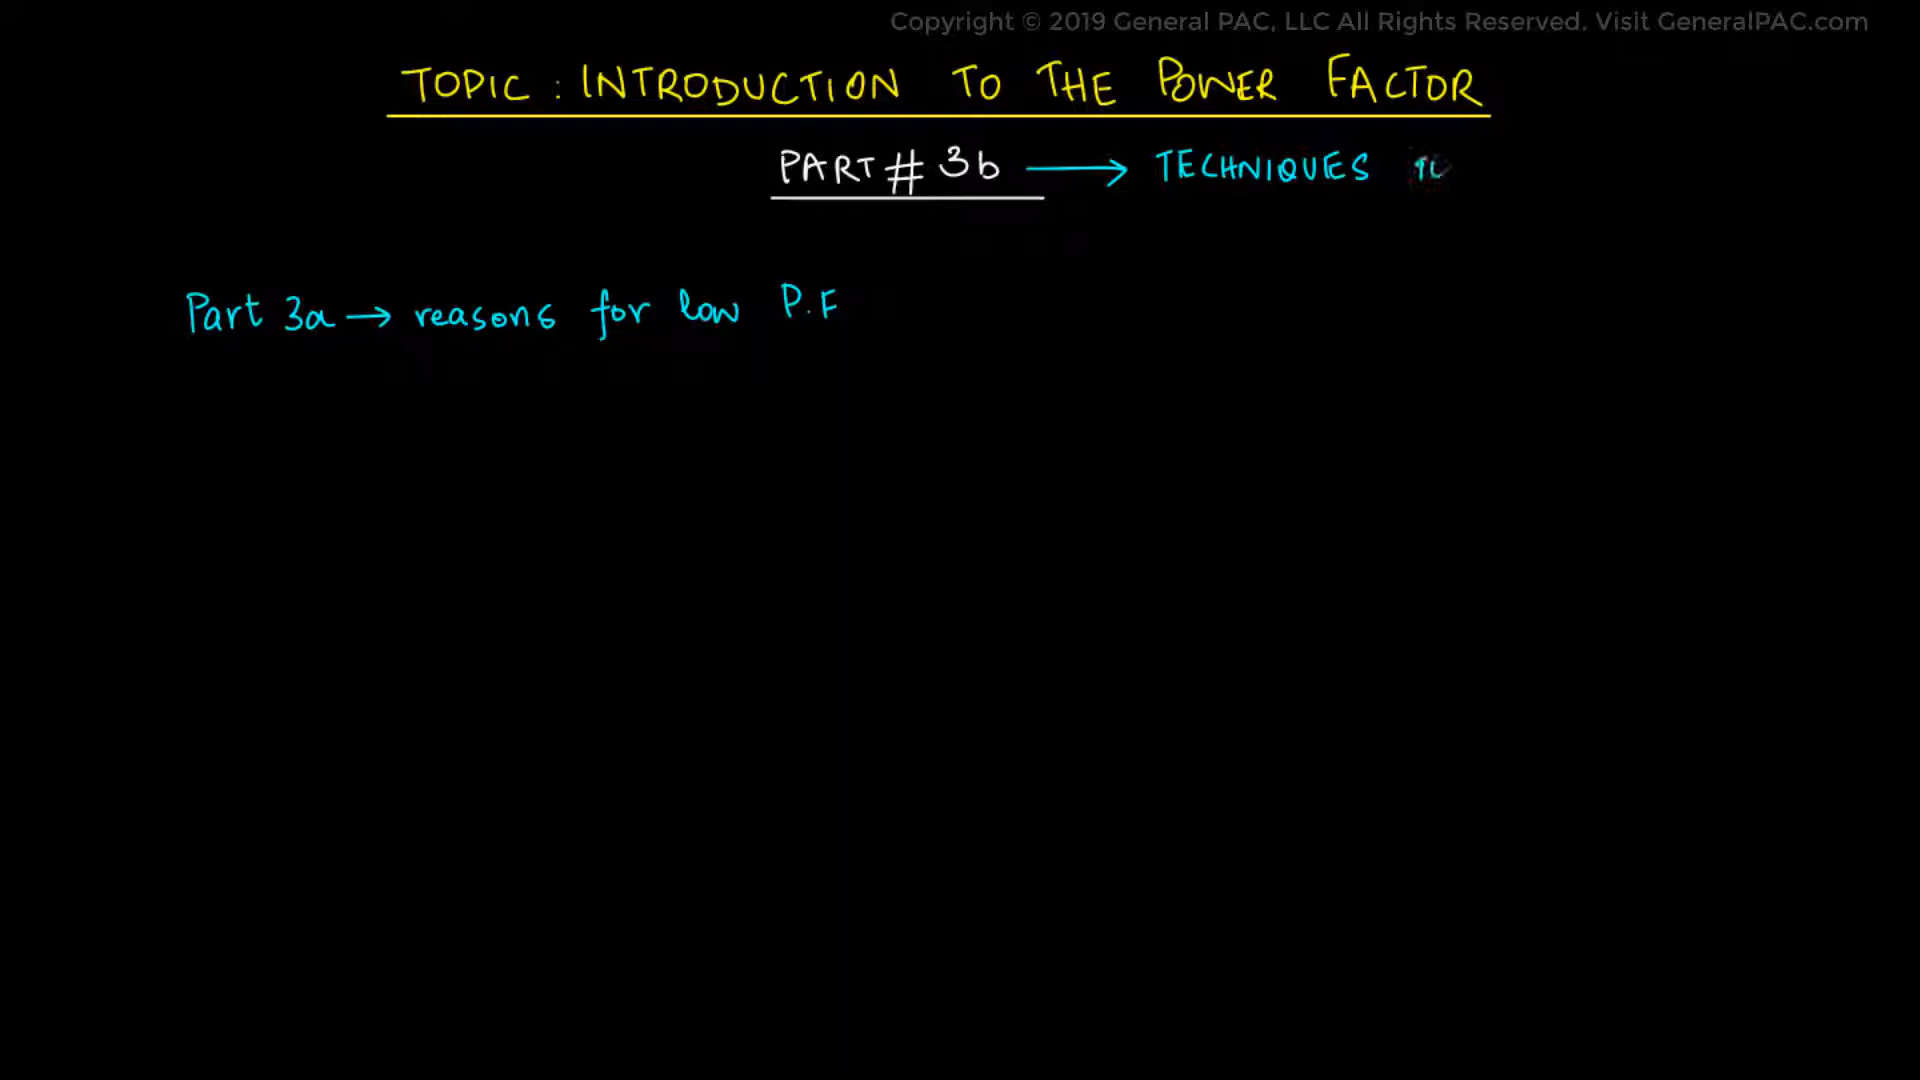 Copyright © 2019 General PAC, LLC All Rights Reserved. Visit GeneralPAC.com
TOPIC : INTRODUCTION TO THE POWER FACTOR
PART # 3b → TECHNIQUES
Part 3a → reasons for low P.F